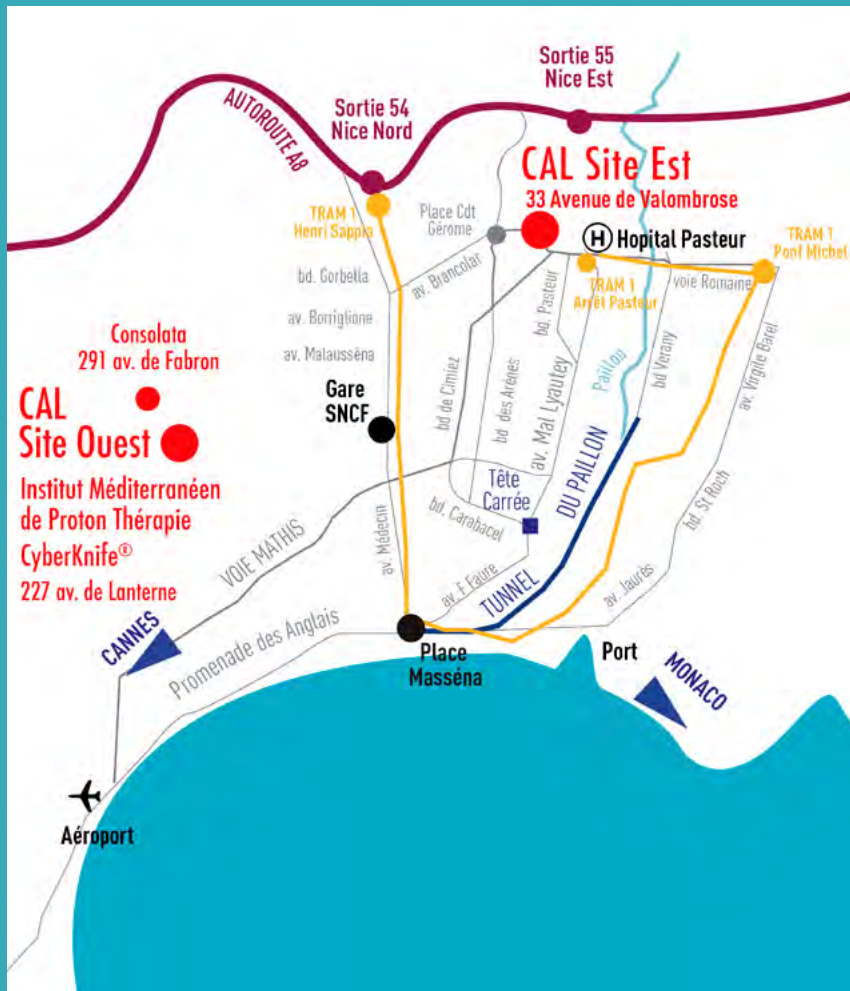 Sortie 55
Nice Est
Sortie 54
Nice Nord
AUTOROUTE A8
CAL Site Est
33 Avenue de Valombrose
TRAM 1
Henri Sappia
Place Cdt
Gérome
H Hopital Pasteur
TRAM 1
Pont Michel
bd. Gorbella
av. Brancolar
TRAM 1
Arrêt Pasteur
voie Romaine
av. Borriglione
av. Malausséna
bd. Pasteur
Paillon
bd Verany
av. Virgile Barel
Consolata
291 av. de Fabron
Gare
SNCF
bd de Cimiez
bd des Arènes
av. Mal Lyautey
CAL
Site Ouest
Institut Méditerranéen
de Proton Thérapie
CyberKnife®
227 av. de Lanterne
Tête
Carrée
bd. Carabacel
TUNNEL DU PAILLON
bd. St Roch
av. Médecin
VOIE MATHIS
av. F Faure
av. Jaurés
CANNES
Promenade des Anglais
Place
Masséna
Port
MONACO
Aéroport